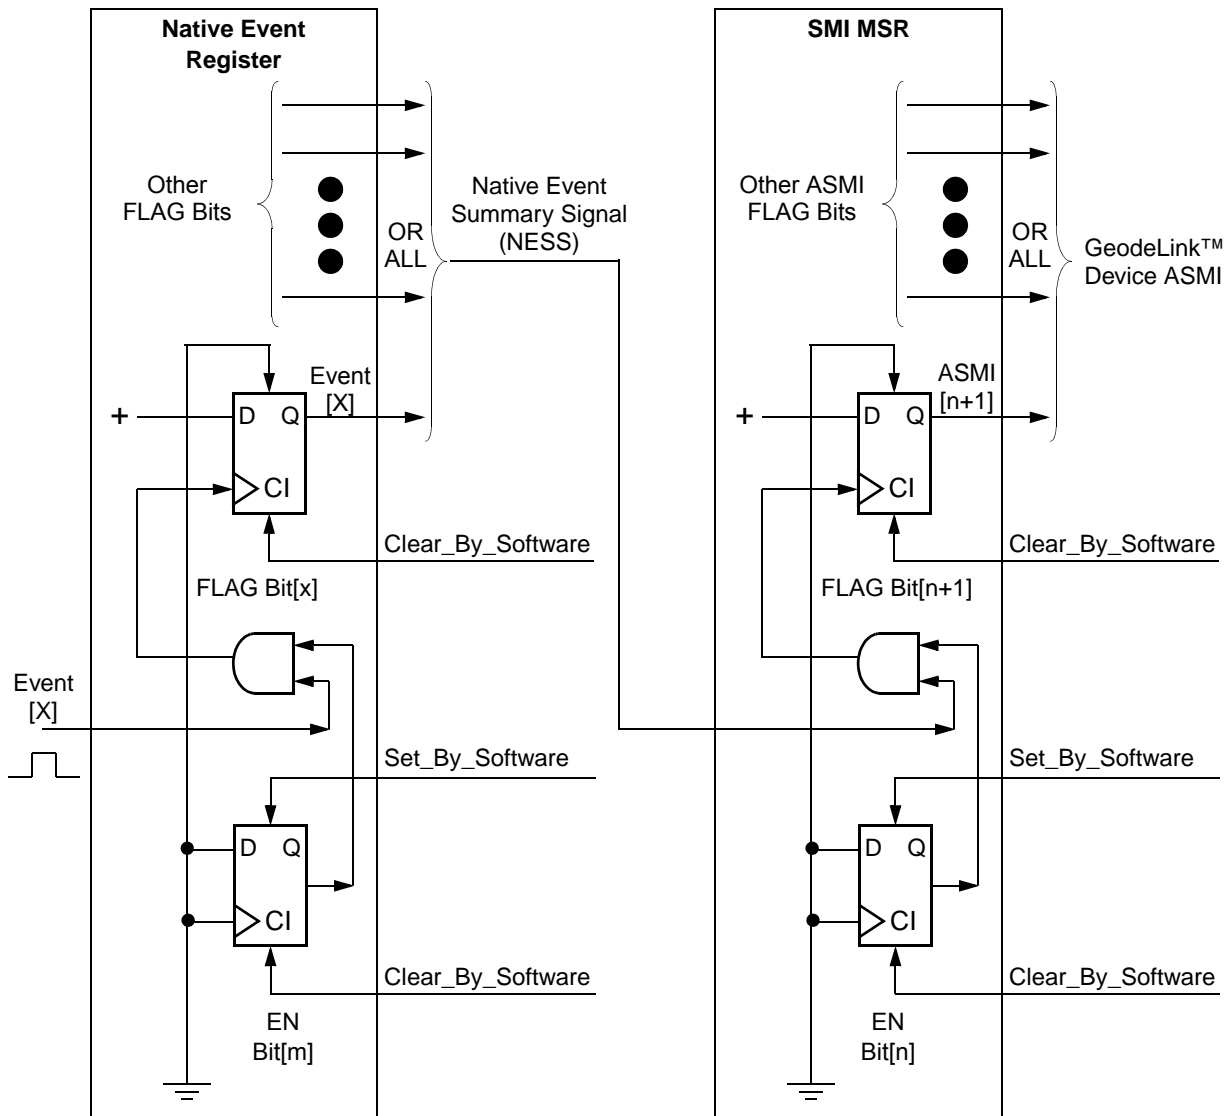 Native Event
Register
Other
FLAG Bits
OR
ALL
Native Event
Summary Signal
(NESS)
Event
[X]
+
D Q
CI
Clear_By_Software
FLAG Bit[x]
Event
[X]
Set_By_Software
D Q
CI
Clear_By_Software
EN
Bit[m]
SMI MSR
Other ASMI
FLAG Bits
OR
ALL
GeodeLink™
Device ASMI
ASMI
[n+1]
+
D Q
CI
Clear_By_Software
FLAG Bit[n+1]
Set_By_Software
D Q
CI
Clear_By_Software
EN
Bit[n]